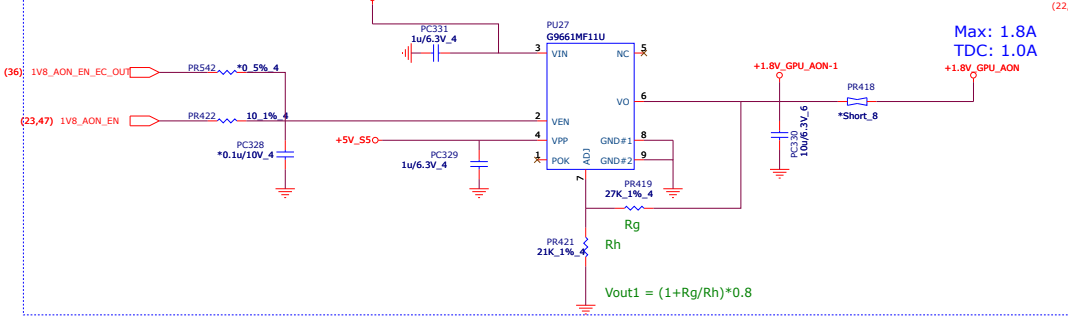 (22,
Max: 1.8A
TDC: 1.0A
PU27
G9661MF11U
PC331
1u/6.3V_4
3 VIN
NC 5
+1.8V_GPU_AON-1
+1.8V_GPU_AON
(36) 1V8_AON_EN_EC_OUT
PR542
*0_5%_4
PR418
*Short_8
VO 6
(23,47) 1V8_AON_EN
PR422
10_1%_4
2 VEN
PC328
*0.1u/10V_4
+5V_S5
4 VPP
GND#1 8
PC330
10u/6.3V_6
PC329
1u/6.3V_4
1 POK
ADJ
GND#2 9
7
PR419
27K_1%_4
Rg
PR421
21K_1%_4
Rh
Vout1 = (1+Rg/Rh)*0.8